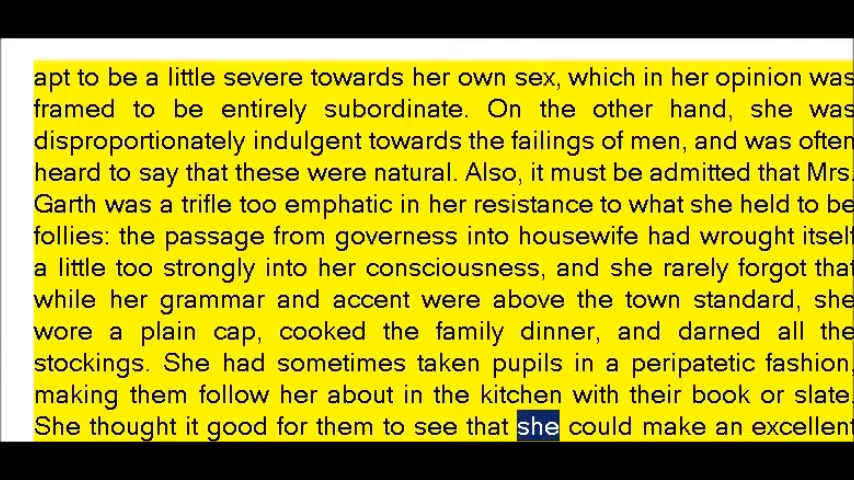 apt to be a little severe towards her own sex, which in her opinion was
framed to be entirely subordinate. On the other hand, she was
disproportionately indulgent towards the failings of men, and was often
heard to say that these were natural. Also, it must be admitted that Mrs.
Garth was a trifle too emphatic in her resistance to what she held to be
follies: the passage from governess into housewife had wrought itself
a little too strongly into her consciousness, and she rarely forgot that
while her grammar and accent were above the town standard, she
wore a plain cap, cooked the family dinner, and darned all the
stockings. She had sometimes taken pupils in a peripatetic fashion,
making them follow her about in the kitchen with their book or slate.
She thought it good for them to see that she could make an excellent